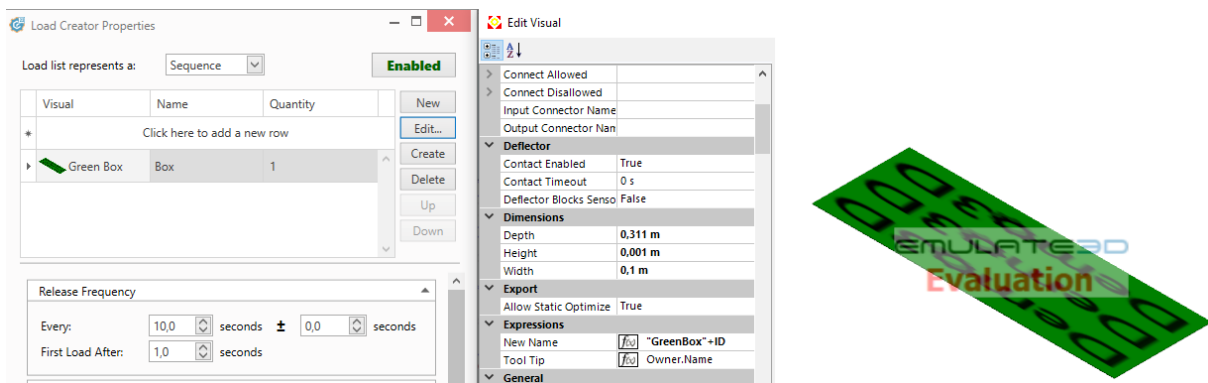 Load Creator Properties
Load list represents a:
Sequence
Enabled
Visual
Name
Quantity
Click here to add a new row
Green Box
Box
1
New
Edit...
Create
Delete
Up
Down
Release Frequency
Every:
10,0
seconds
±
0,0
seconds
First Load After:
1,0
seconds
Edit Visual
Connect Allowed
Connect Disallowed
Input Connector Name
Output Connector Nan
Deflector
Contact Enabled
True
Contact Timeout
0 s
Deflector Blocks Senso
False
Dimensions
Depth
0,311 m
Height
0,001 m
Width
0,1 m
Export
Allow Static Optimize
True
Expressions
New Name
f(x)
"GreenBox"+ID
Tool Tip
f(x)
Owner.Name
General
EMULATE3D
Evaluation